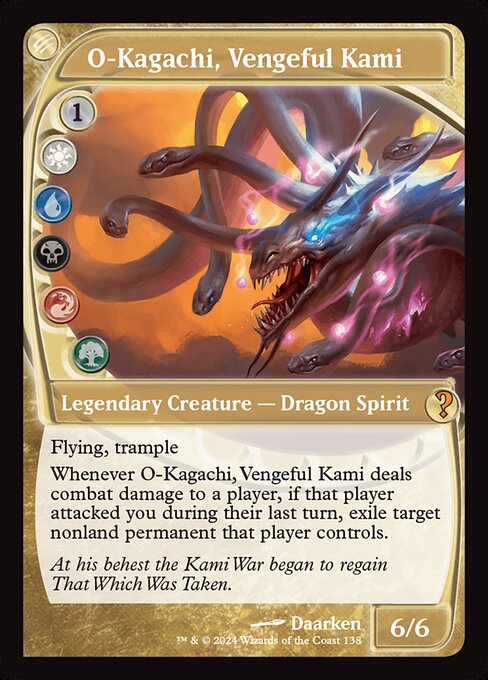 O-Kagachi, Vengeful Kami
1
Legendary Creature — Dragon Spirit
?
Flying, trample
Whenever O-Kagachi, Vengeful Kami deals
combat damage to a player, if that player
attacked you during their last turn, exile target
nonland permanent that player controls.
At his behest the Kami War began to regain
That Which Was Taken.
Daarken
™ & © 2024 Wizards of the Coast 138
6/6